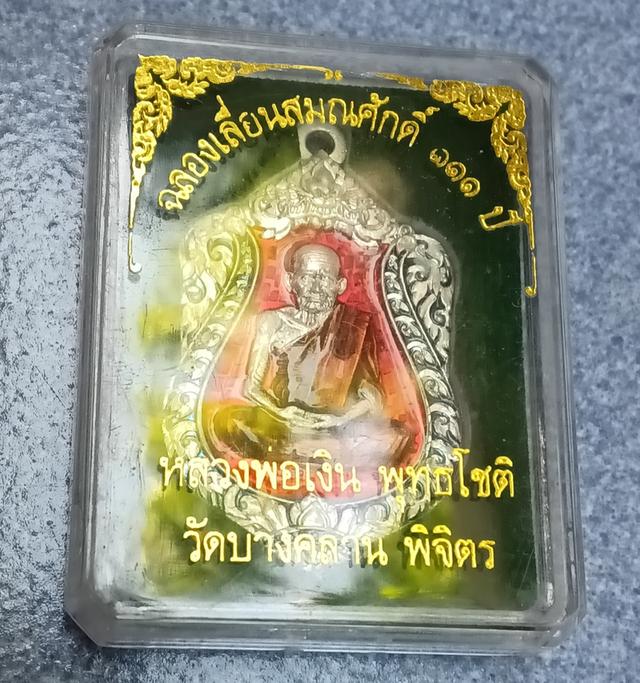 ฉลองเลื่อนสมณศักดิ์ ๑๑๑ ปี
หลวงพ่อเงิน พุทธโชติ
วัดบางคลาน พิจิตร